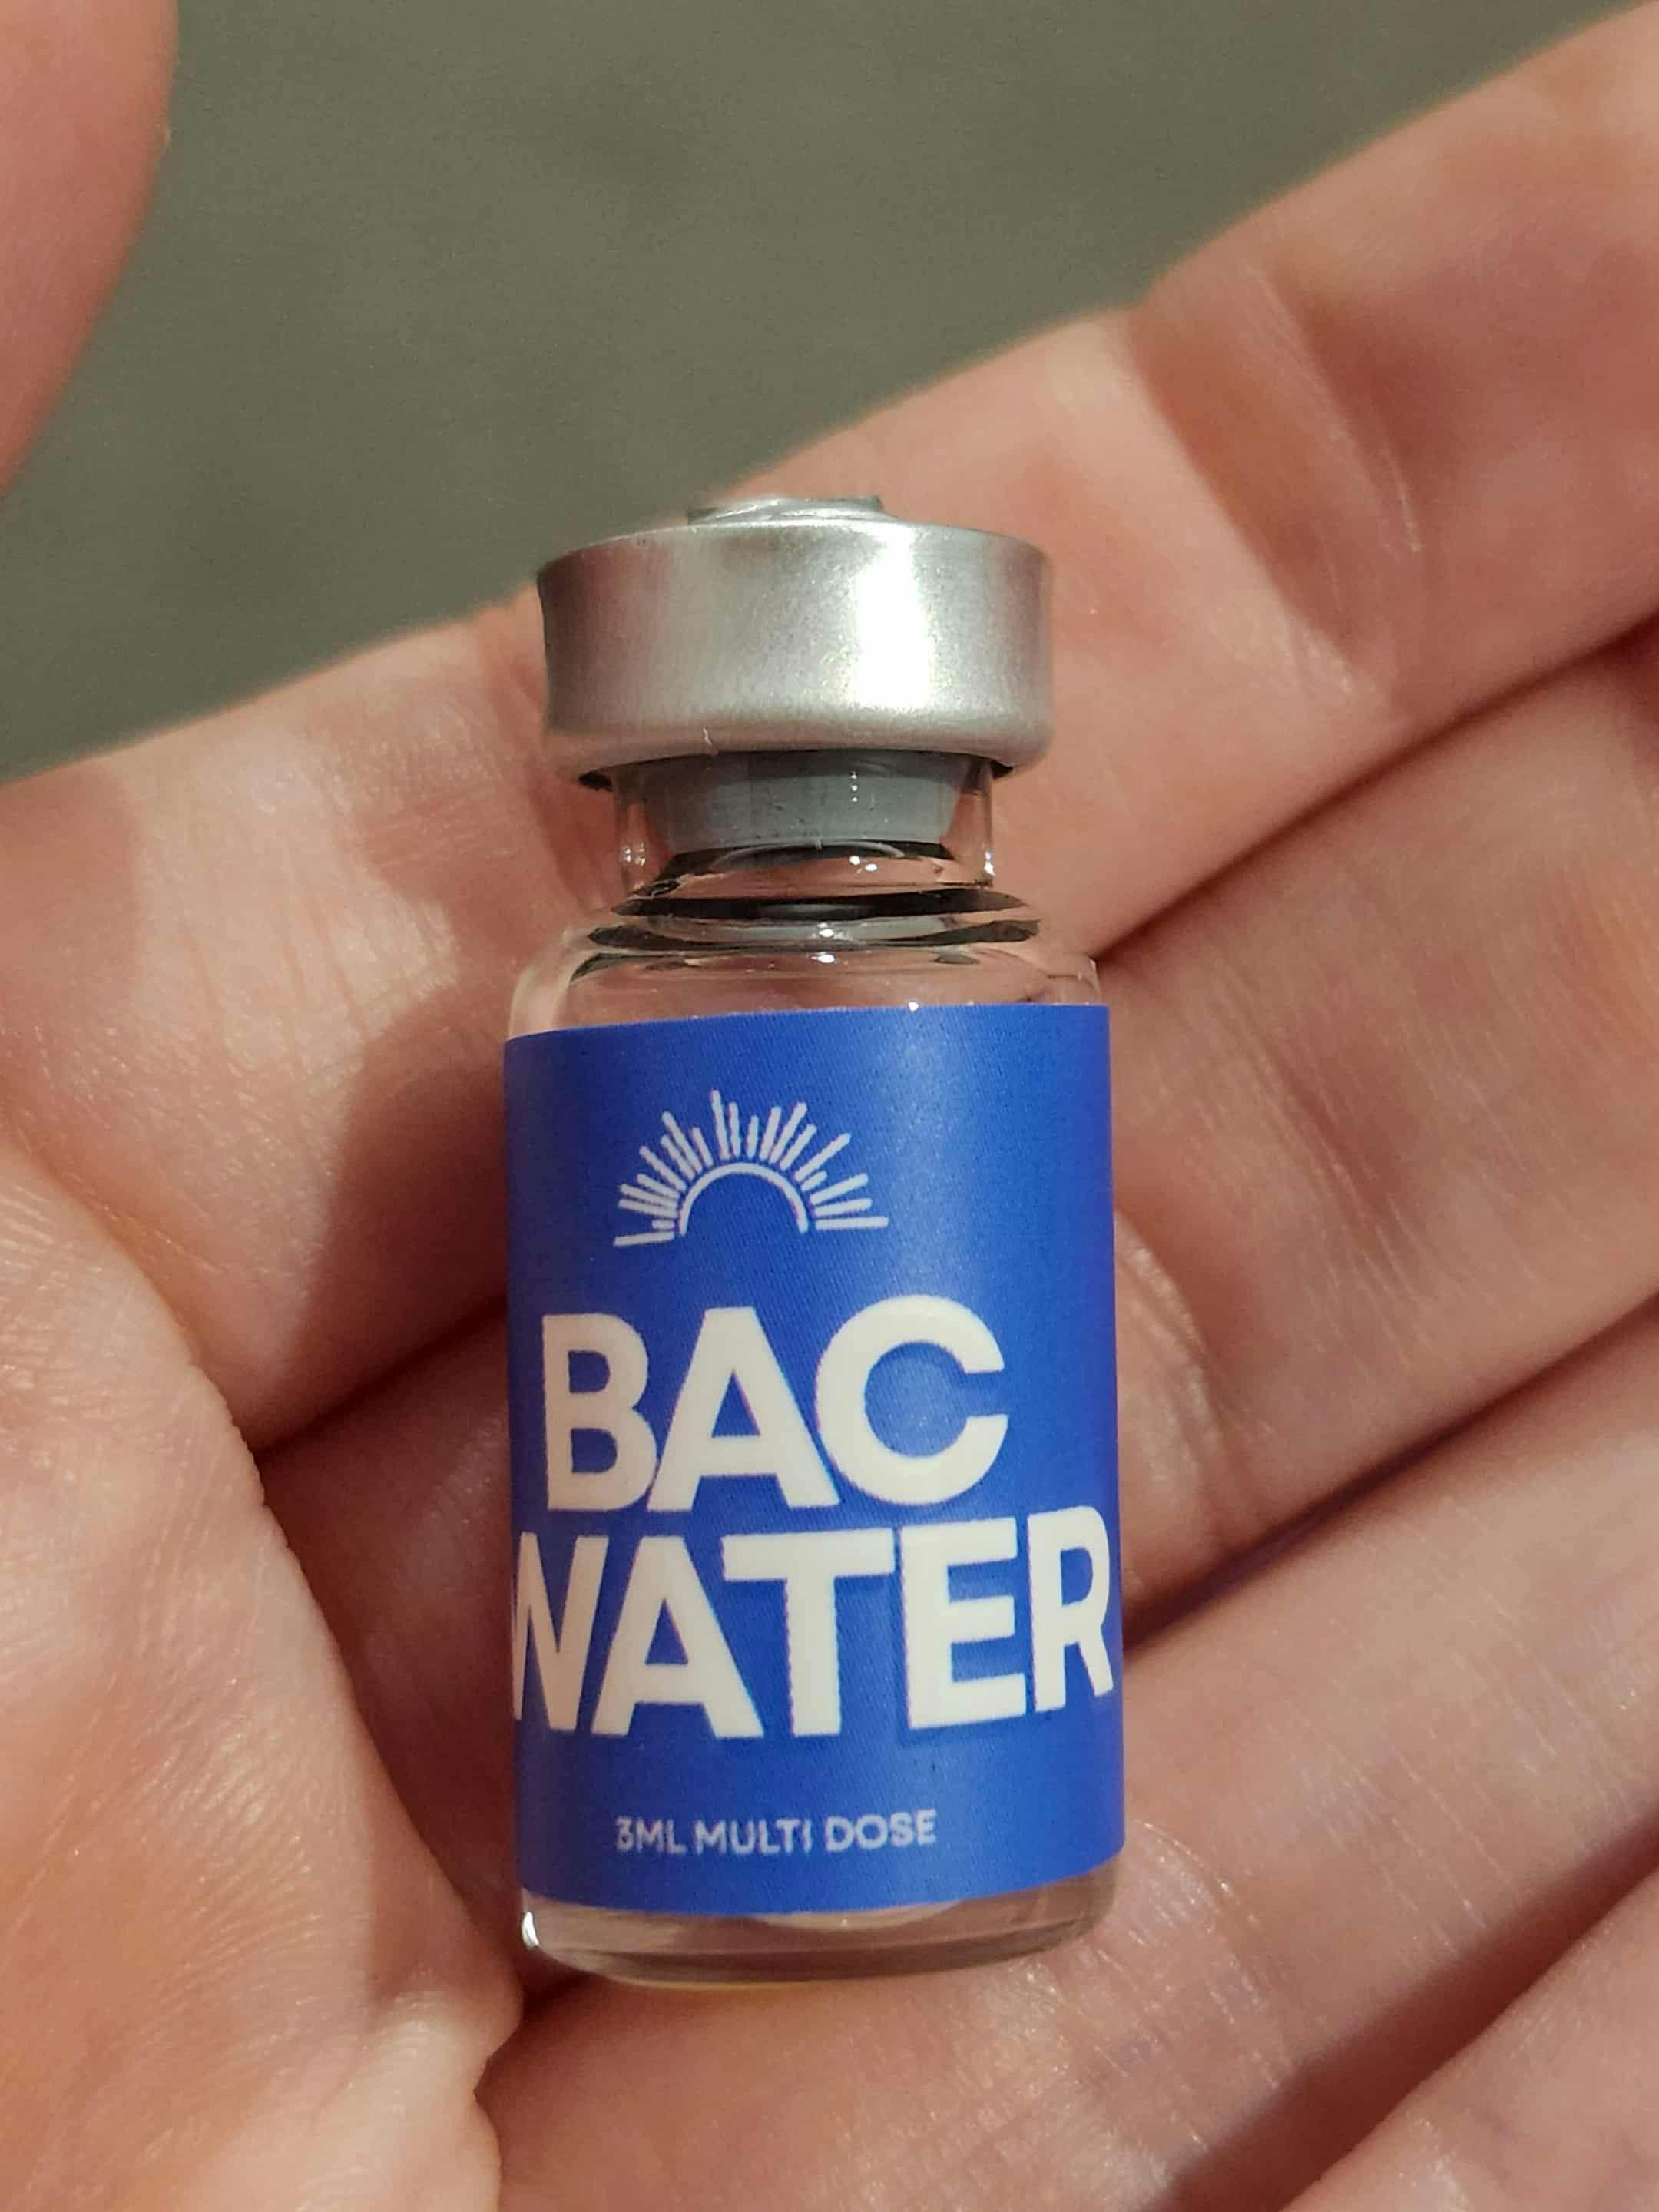 BAC
WATER
3ML MULTI DOSE